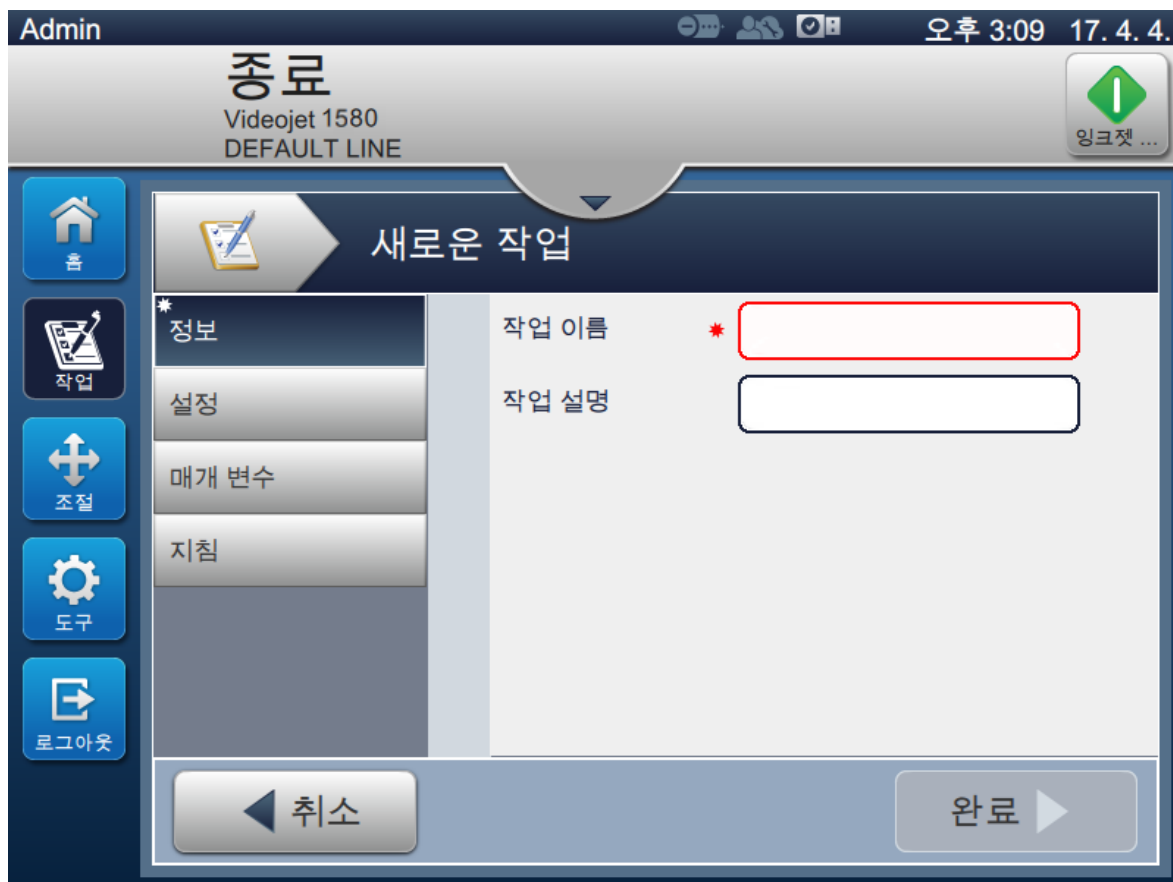 Admin 오후 3:09 17. 4. 4.
종료
Videojet 1580
DEFAULT LINE
잉크젯 ...
홈
작업
조절
도구
로그아웃
새로운 작업
정보
설정
매개 변수
지침
작업 이름
작업 설명
취소
완료